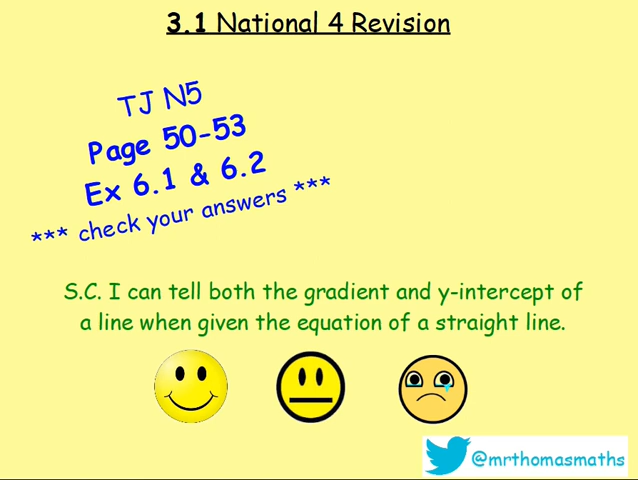 3.1 National 4 Revision
TJ N5
Page 50-53
Ex 6.1 & 6.2
*** check your answers ***
S.C. I can tell both the gradient and y-intercept of
a line when given the equation of a straight line.
@mrthomasmaths